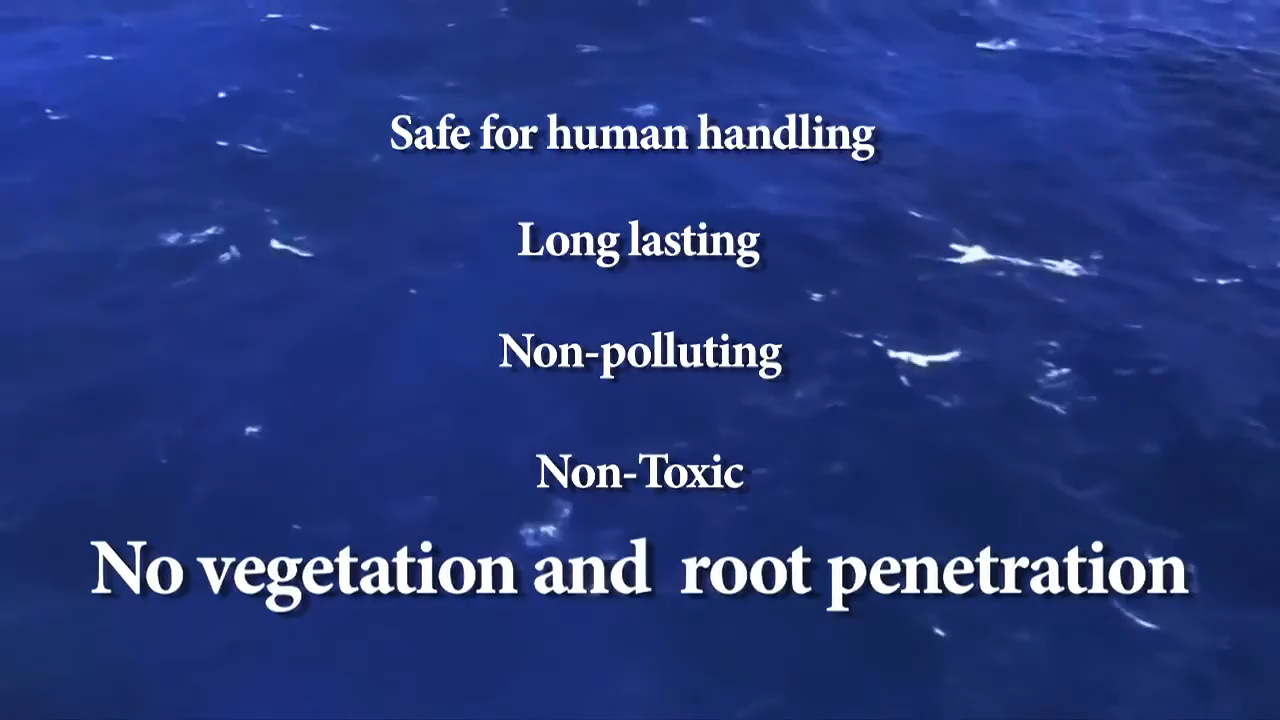 Safe for human handling
Long lasting
Non-polluting
Non-Toxic
No vegetation and root penetration